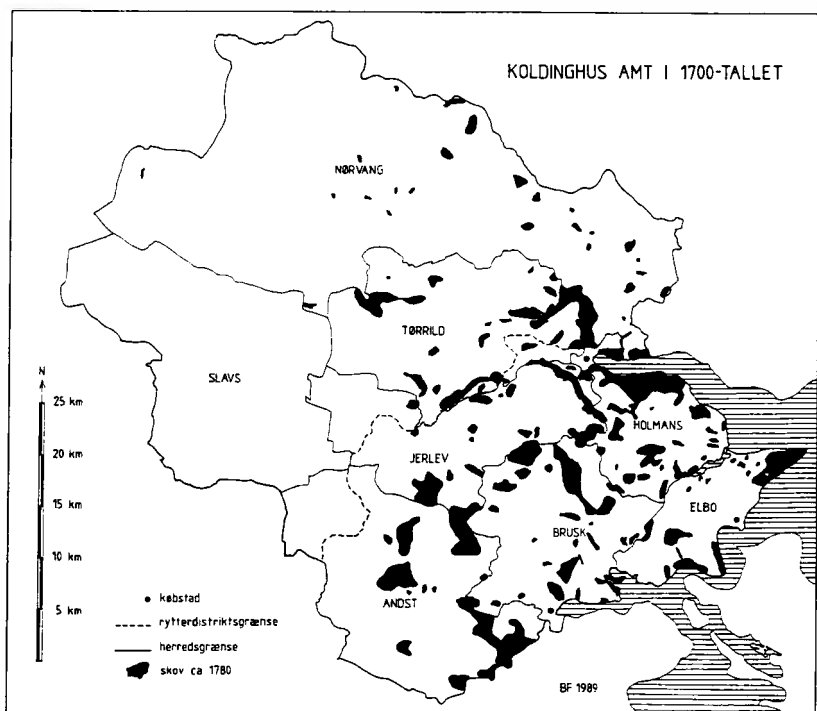 KOLDINGHUS AMT I 1700-TALLET
NØRVANG
TØRRILD
SLAVS
N
25 km
20 km
15 km
10 km
5 km
HOLMANS
JERLEV
ELBO
BRUSK
ANDST
købstad
rytterdistriktsgrænse
herredsgrænse
skov ca 1780
BF 1989